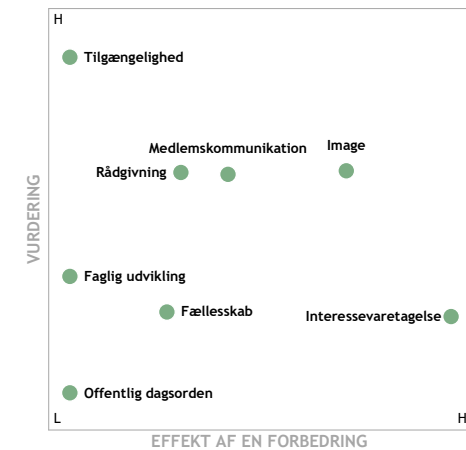 H
Tilgængelighed
Medlemskommunikation
Image
Rådgivning
VURDERING
Faglig udvikling
Fællesskab
Interessevaretagelse
Offentlig dagsorden
L
H
EFFEKT AF EN FORBEDRING